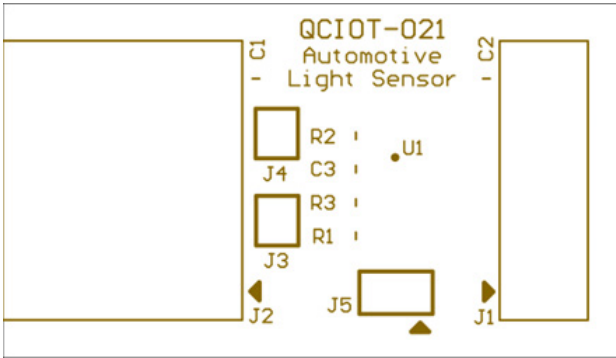 QCIOT-021
Automotive
Light Sensor
C1
C2
R2
U1
J4
C3
R3
R1
J3
J2
J5
J1